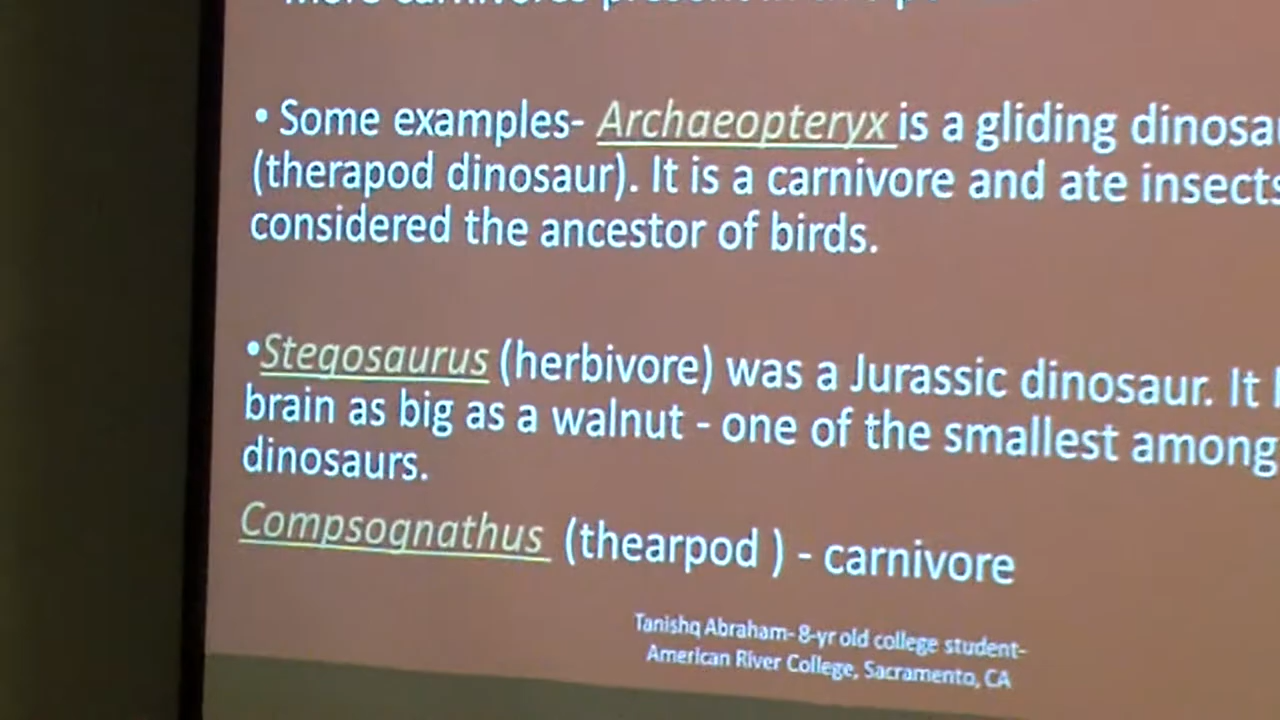 • Some examples- Archaeopteryx is a gliding
(therapod dinosaur). It is a carnivore and ate insects
considered the ancestor of birds.
•Stegosaurus (herbivore) was a Jurassic dinosaur. It
brain as big as a walnut - one of the smallest among
dinosaurs.
Compsognathus (thearpod ) - carnivore
Tanishq Abraham- 8-yr old college student-
American River College, Sacramento, CA